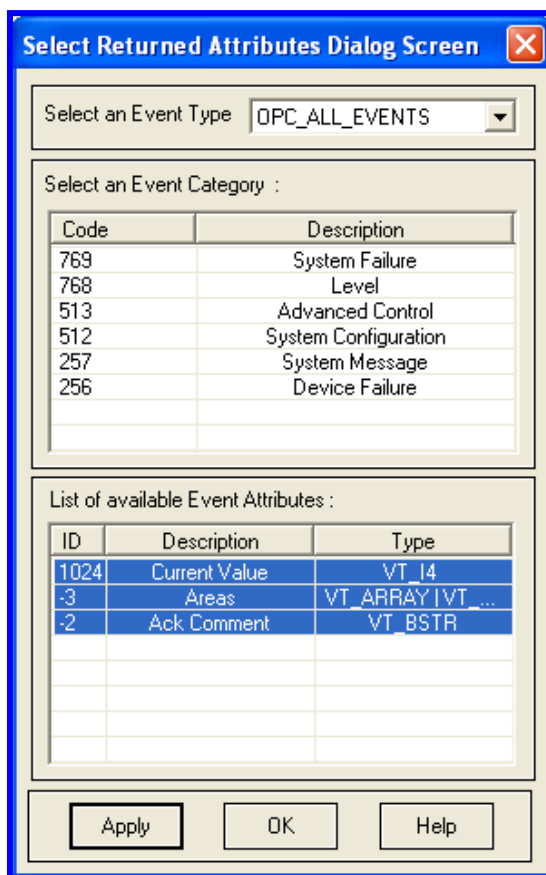 Select Returned Attributes Dialog Screen
Select an Event Type OPC_ALL_EVENTS
Select an Event Category :
Code Description
769 System Failure
768 Level
513 Advanced Control
512 System Configuration
257 System Message
256 Device Failure
List of available Event Attributes :
ID Description Type
1024 Current Value VT_I4
-3 Areas VT_ARRAY|VT_...
-2 Ack Comment VT_BSTR
Apply OK Help